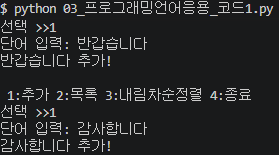 $ python 03_프로그래밍언어응용_코드1.py
선택 >>1
단어 입력: 반갑습니다
반갑습니다 추가!
1:추가 2:목록 3:내림차순정렬 4:종료
선택 >>1
단어 입력: 감사합니다
감사합니다 추가!